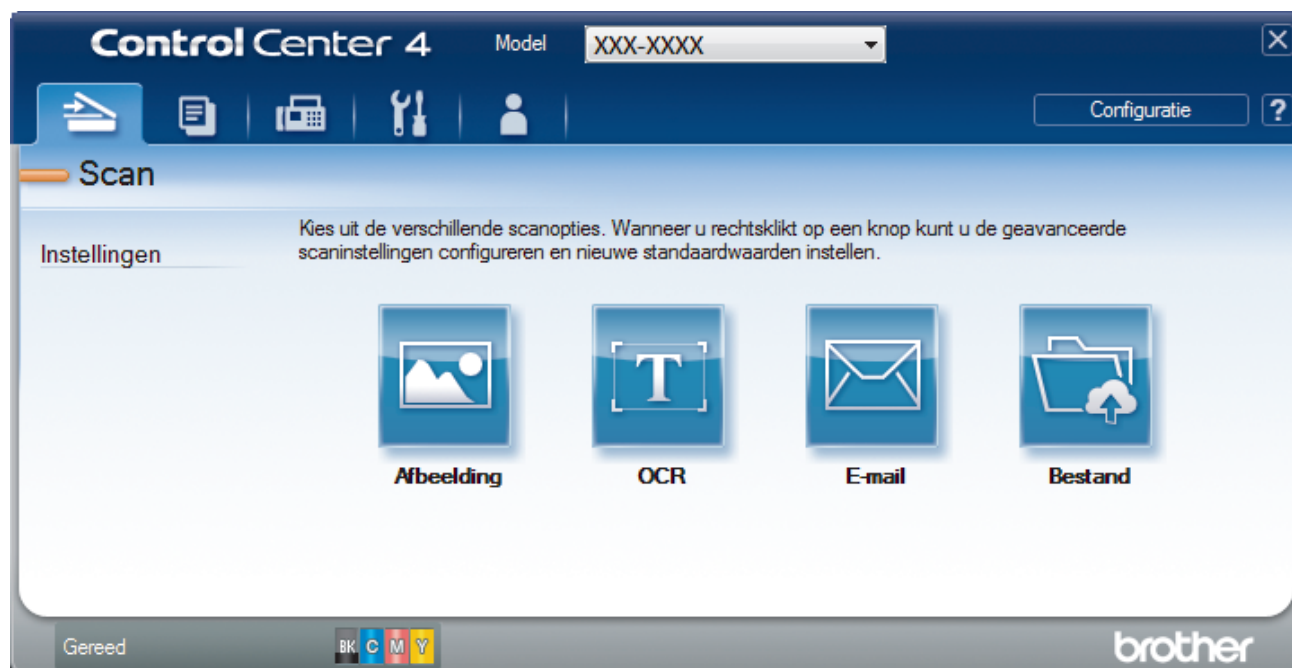 Control Center 4 Model XXX-XXXX
Configuratie ?
Scan
Instellingen
Kies uit de verschillende scanopties. Wanneer u rechtsklikt op een knop kunt u de geavanceerde
scaninstellingen configureren en nieuwe standaardwaarden instellen.
T
Afbeelding OCR E-mail Bestand
Gereed BK C M Y brother